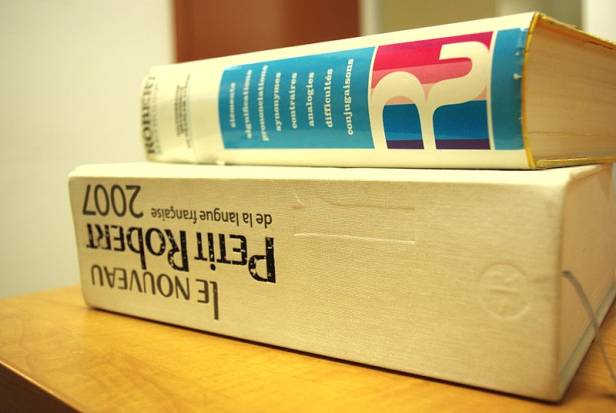 ROBERT
éléments
significations
prononciations
synonymes
contraires
analogies
difficultés
conjugaisons
R
LE NOUVEAU
PETIT ROBERT
de la langue française
2007